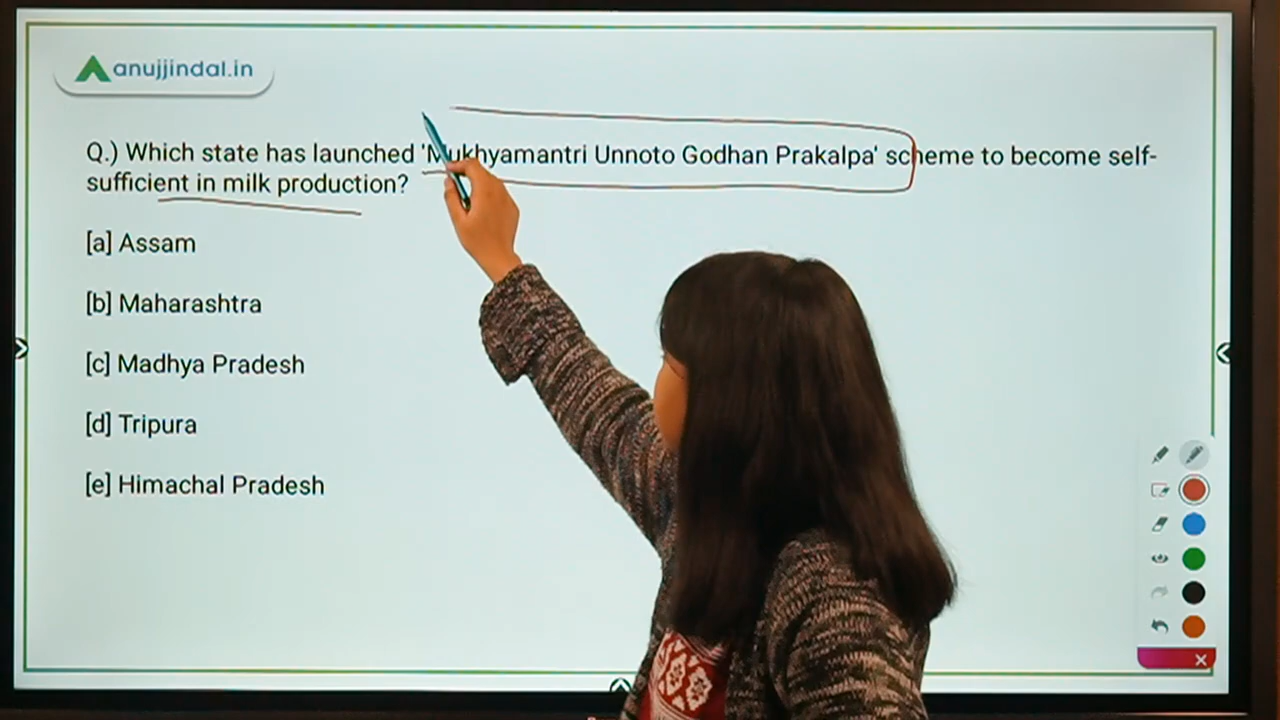 anujjindal.in
Q.) Which state has launched 'Mukhyamantri Unnoto Godhan Prakalpa' scheme to become self-
sufficient in milk production?
[a] Assam
[b] Maharashtra
[c] Madhya Pradesh
[d] Tripura
[e] Himachal Pradesh